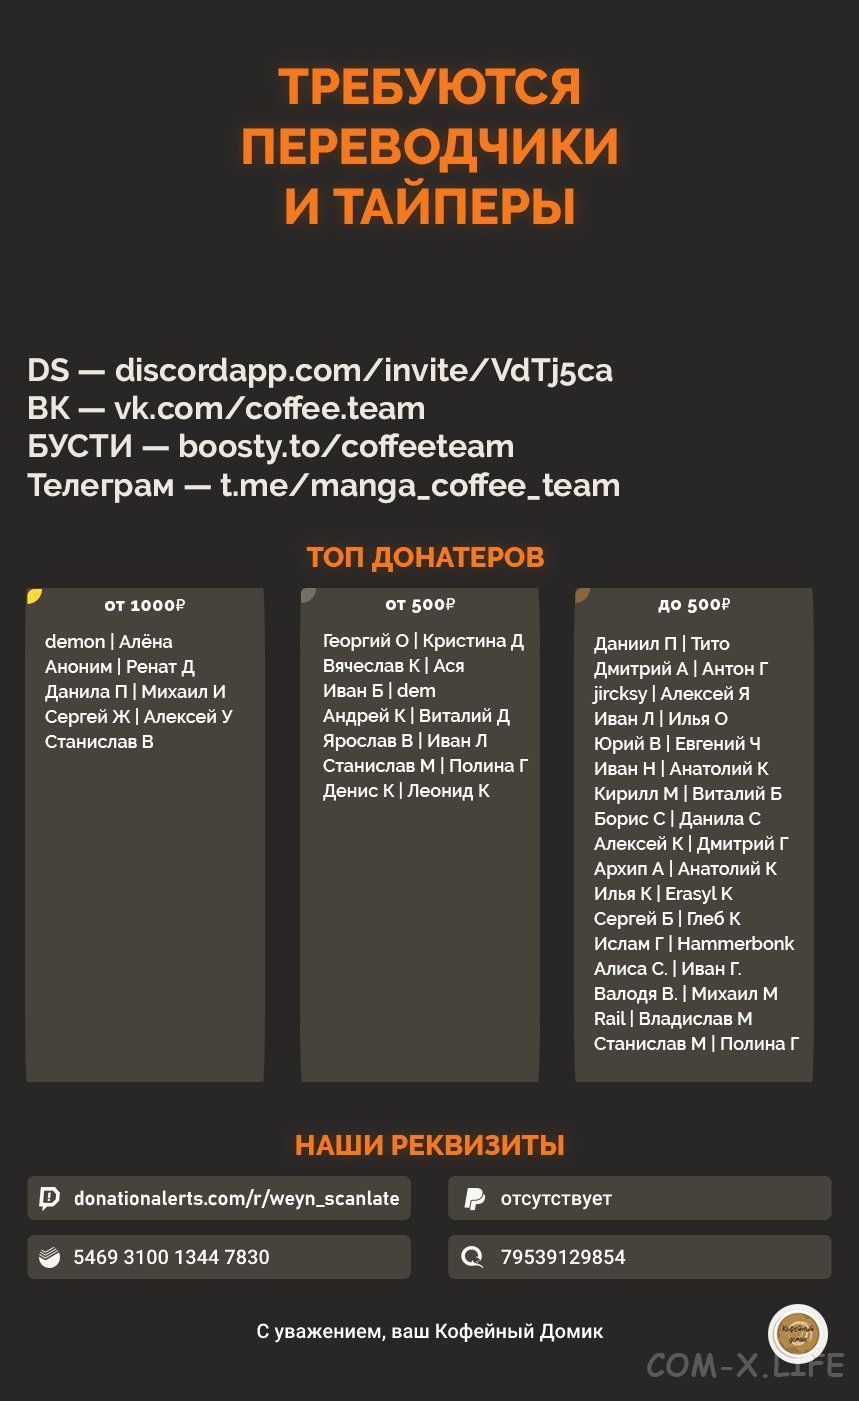 ТРЕБУЮТСЯ
ПЕРЕВОДЧИКИ
И ТАЙПЕРЫ
DS — discordapp.com/invite/VdTj5ca
ВК — vk.com/coffee.team
БУСТИ — boosty.to/coffeeteam
Телеграм — t.me/manga_coffee_team
ТОП ДОНАТЕРОВ
от 1000₽
demon | Алёна
Аноним | Ренат Д
Данила П | Михаил И
Сергей Ж | Алексей У
Станислав В
от 500₽
Георгий О | Кристина Д
Вячеслав К | Ася
Иван Б | dem
Андрей К | Виталий Д
Ярослав В | Иван Л
Станислав М | Полина Г
Денис К | Леонид К
до 500₽
Даниил П | Тито
Дмитрий А | Антон Г
jircksy | Алексей Я
Иван Л | Илья О
Юрий В | Евгений Ч
Иван Н | Анатолий К
Кирилл М | Виталий Б
Борис С | Данила С
Алексей К | Дмитрий Г
Архип А | Анатолий К
Илья К | Erasyl K
Сергей Б | Глеб К
Ислам Г | Hammerbonk
Алиса С. | Иван Г.
Валодя В. | Михаил М
Rail | Владислав М
Станислав М | Полина Г
НАШИ РЕКВИЗИТЫ
donationalerts.com/r/weyn_scanlate
отсутствует
5469 3100 1344 7830
79539129854
С уважением, ваш Кофейный Домик
Кофейный
домик
COM-X.LIFE